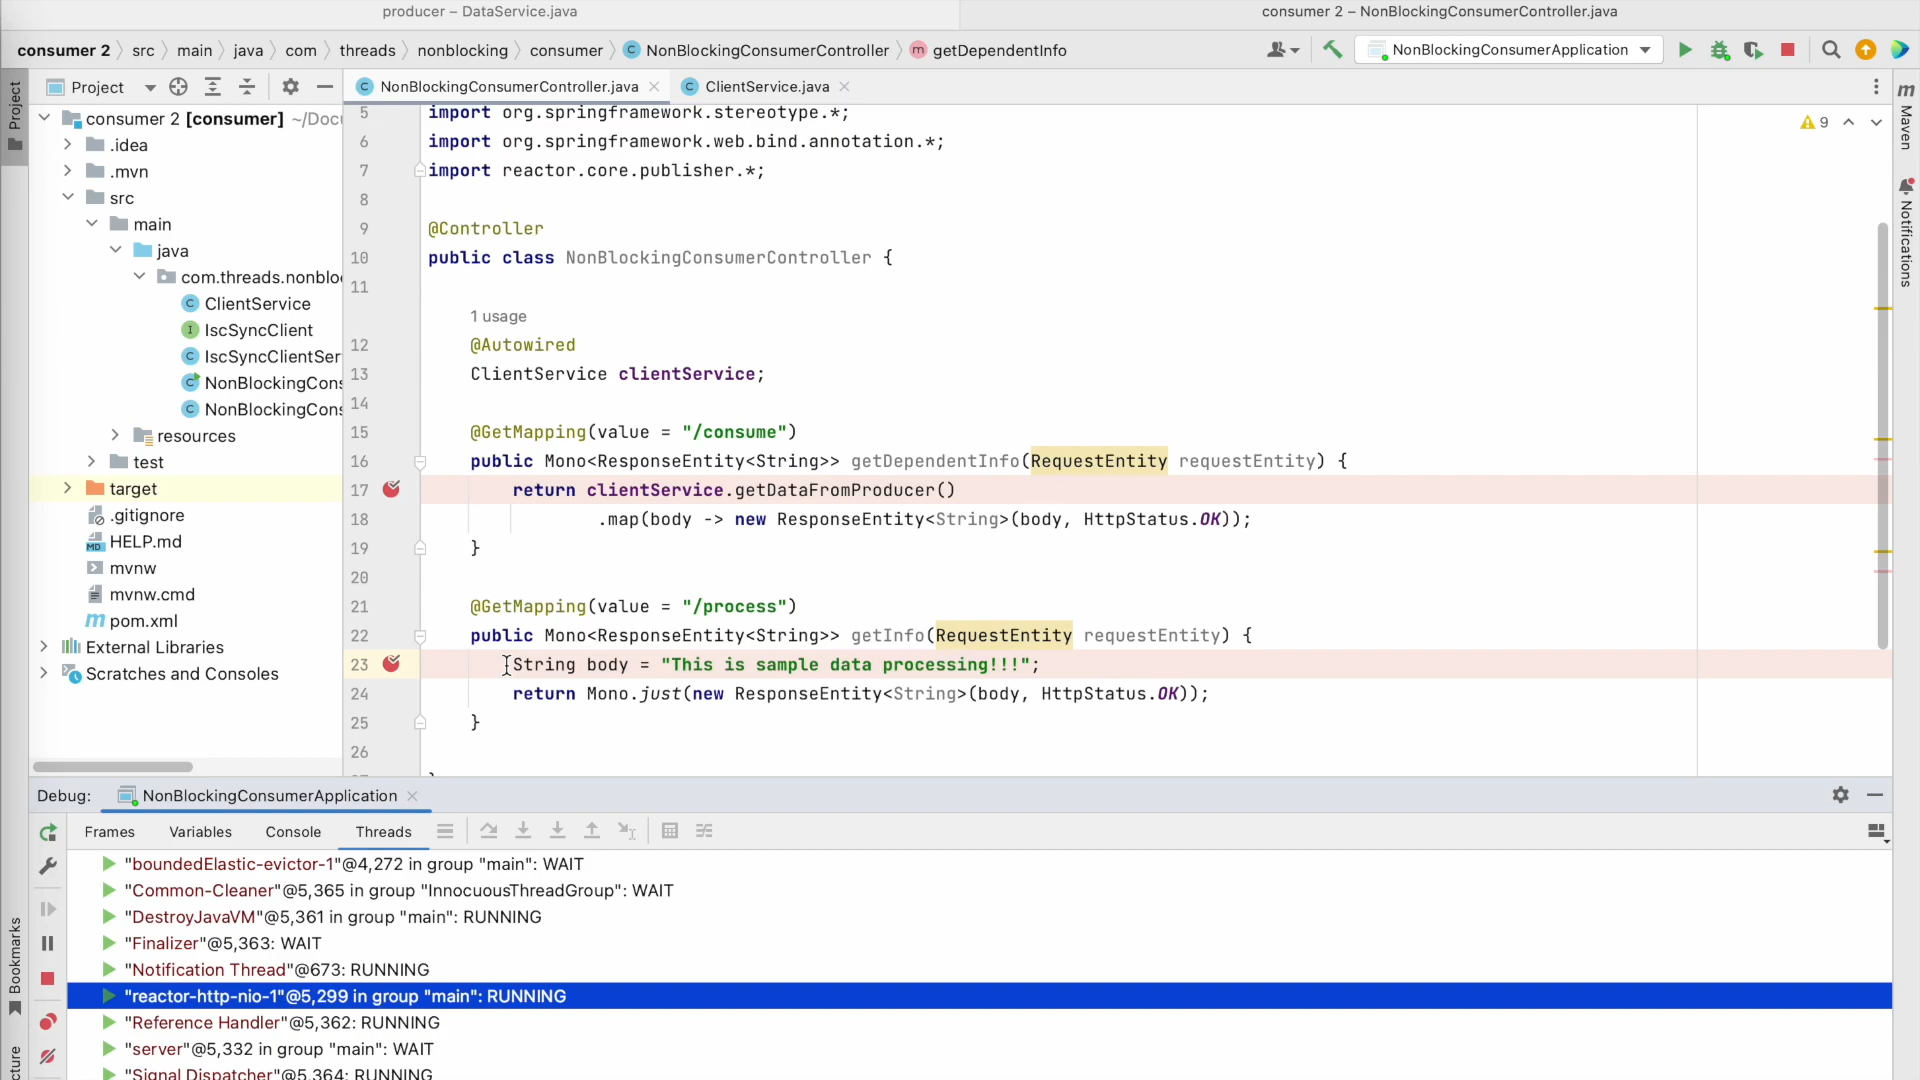 producer – DataService.java
consumer 2 – NonBlockingConsumerController.java
consumer 2 src main java com threads nonblocking consumer NonBlockingConsumerController getDependentInfo
NonBlockingConsumerApplication
Project
Project
NonBlockingConsumerController.java
ClientService.java
consumer 2 [consumer] ~/Doc
.idea
.mvn
src
main
java
com.threads.nonbloc
ClientService
IscSyncClient
IscSyncClientSer
NonBlockingCons
NonBlockingCons
resources
test
target
.gitignore
HELP.md
mvnw
mvnw.cmd
pom.xml
External Libraries
Scratches and Consoles
9
5 import org.springframework.stereotype.*;
6 import org.springframework.web.bind.annotation.*;
7 import reactor.core.publisher.*;
8
9 @Controller
10 public class NonBlockingConsumerController {
11
1 usage
12 @Autowired
13 ClientService clientService;
14
15 @GetMapping(value = "/consume")
16 public Mono<ResponseEntity<String>> getDependentInfo(RequestEntity requestEntity) {
17 return clientService.getDataFromProducer()
18 .map(body -> new ResponseEntity<String>(body, HttpStatus.OK));
19 }
20
21 @GetMapping(value = "/process")
22 public Mono<ResponseEntity<String>> getInfo(RequestEntity requestEntity) {
23 String body = "This is sample data processing!!!";
24 return Mono.just(new ResponseEntity<String>(body, HttpStatus.OK));
25 }
26
m Maven
Notifications
Debug: NonBlockingConsumerApplication
Frames Variables Console Threads
"boundedElastic-evictor-1"@4,272 in group "main": WAIT
"Common-Cleaner"@5,365 in group "InnocuousThreadGroup": WAIT
"DestroyJavaVM"@5,361 in group "main": RUNNING
"Finalizer"@5,363: WAIT
"Notification Thread"@673: RUNNING
"reactor-http-nio-1"@5,299 in group "main": RUNNING
"Reference Handler"@5,362: RUNNING
"server"@5,332 in group "main": WAIT
"Signal Dispatcher"@5,364: RUNNING
Bookmarks
cture